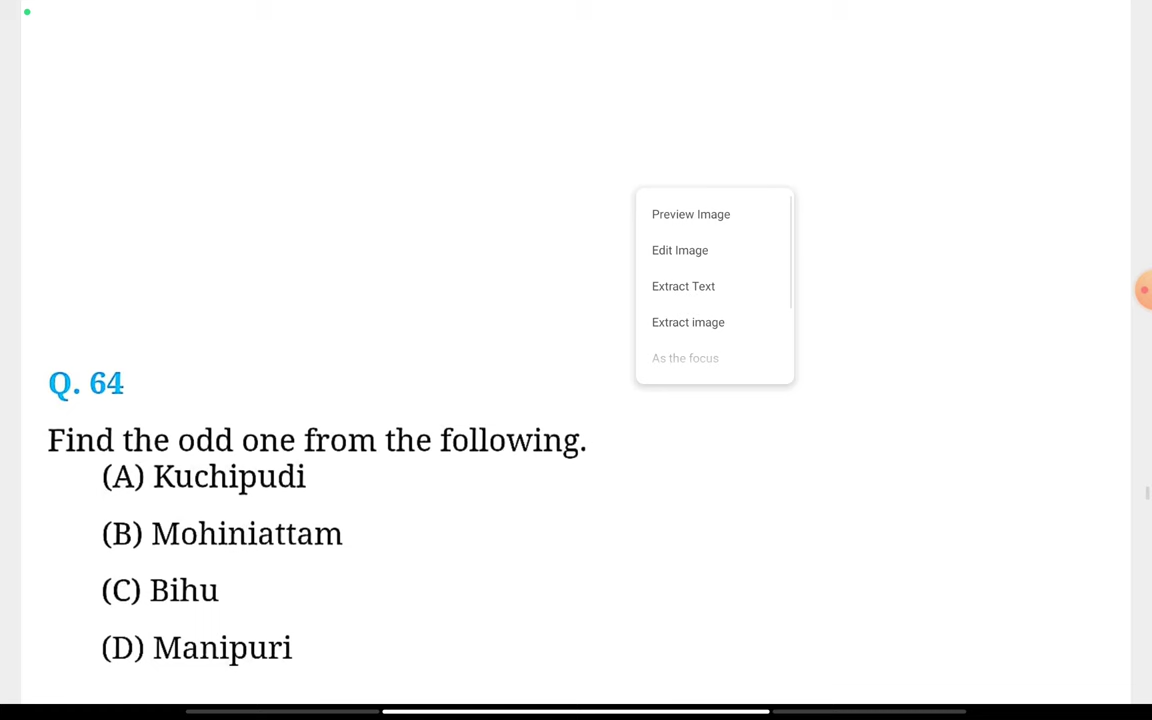 Preview Image
Edit Image
Extract Text
Extract image
As the focus
Q. 64
Find the odd one from the following.
(A) Kuchipudi
(B) Mohiniattam
(C) Bihu
(D) Manipuri